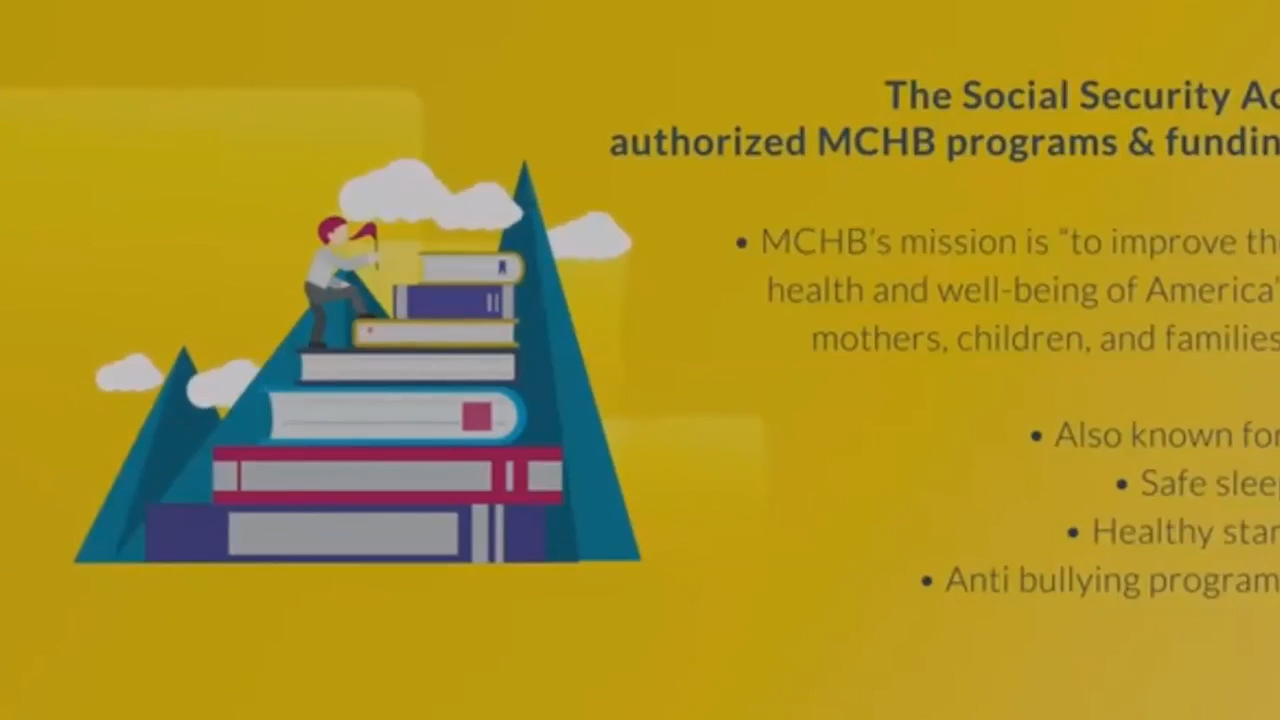 The Social Security Ac
authorized MCHB programs & fundin
• MCHB's mission is "to improve th
health and well-being of America'
mothers, children, and families
• Also known for
• Safe slee
• Healthy star
• Anti bullying program